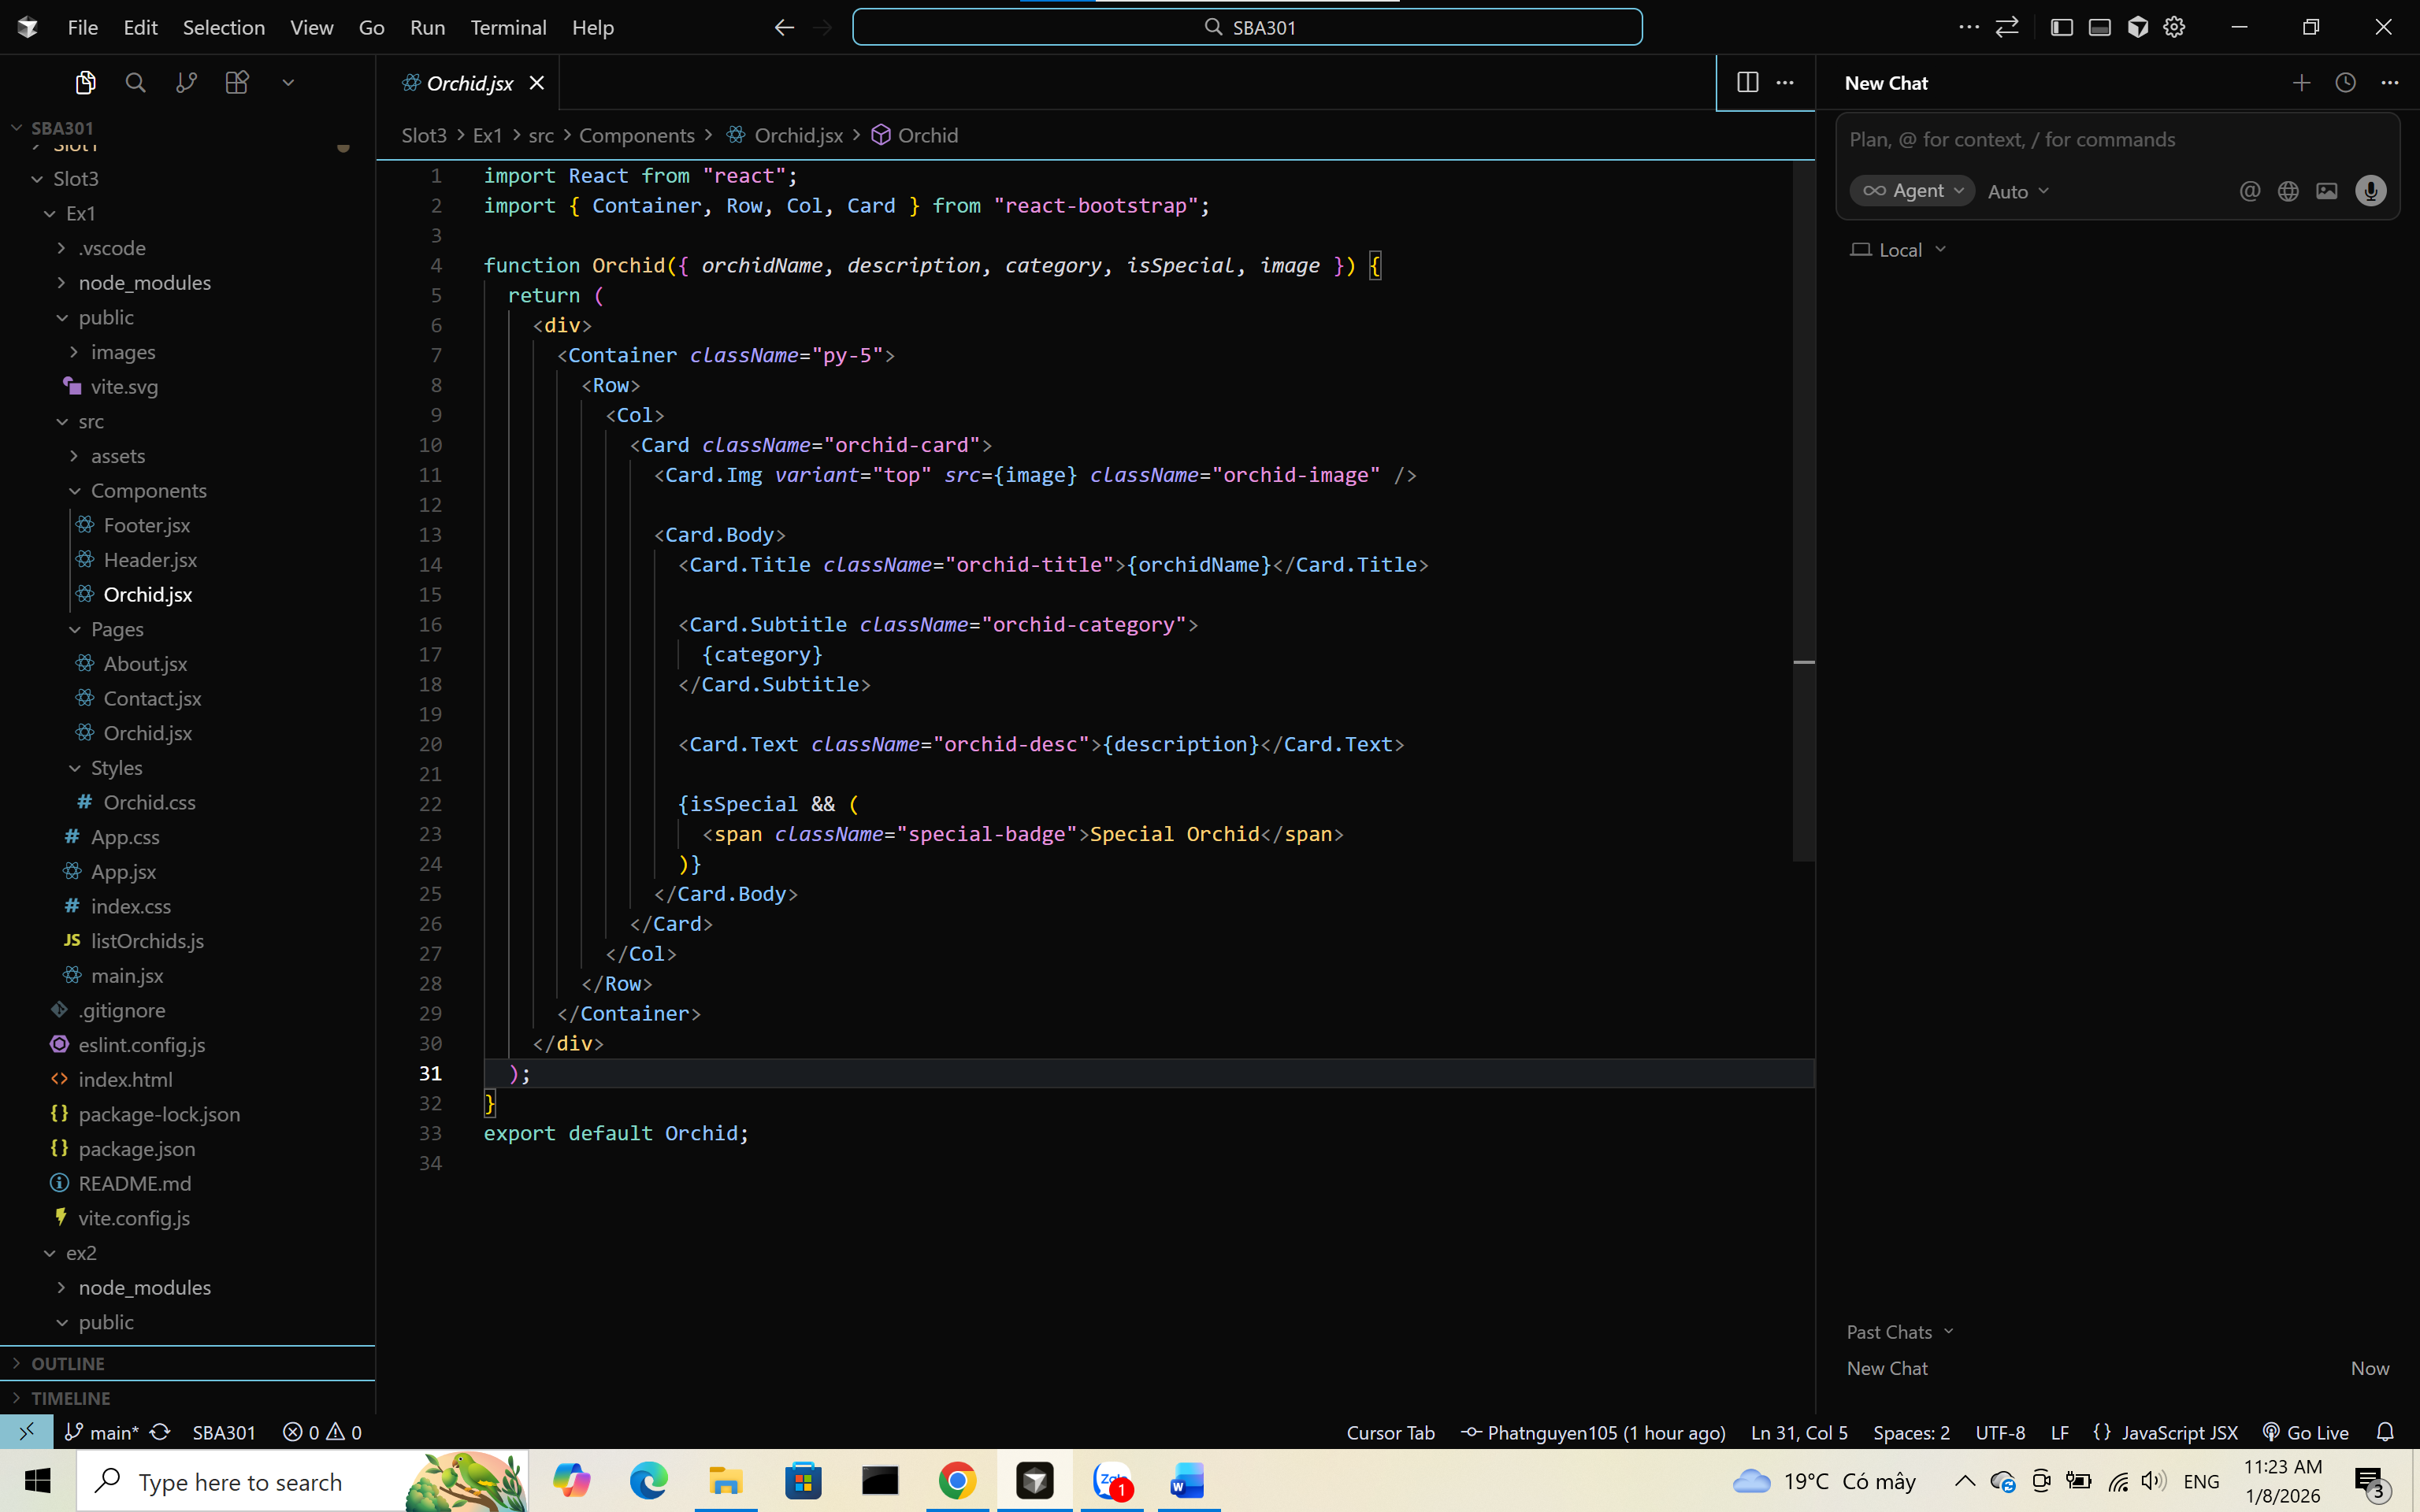 File Edit Selection View Go Run Terminal Help
SBA301
Orchid.jsx
New Chat
SBA301
Slot1
Slot3
Ex1
.vscode
node_modules
public
images
vite.svg
src
assets
Components
Footer.jsx
Header.jsx
Orchid.jsx
Pages
About.jsx
Contact.jsx
Orchid.jsx
Styles
Orchid.css
App.css
App.jsx
index.css
listOrchids.js
main.jsx
.gitignore
eslint.config.js
index.html
package-lock.json
package.json
README.md
vite.config.js
ex2
node_modules
public
OUTLINE
TIMELINE
Slot3 > Ex1 > src > Components > Orchid.jsx > Orchid
1 import React from "react";
2 import { Container, Row, Col, Card } from "react-bootstrap";
3
4 function Orchid({ orchidName, description, category, isSpecial, image }) {
5 return (
6 <div>
7 <Container className="py-5">
8 <Row>
9 <Col>
10 <Card className="orchid-card">
11 <Card.Img variant="top" src={image} className="orchid-image" />
12
13 <Card.Body>
14 <Card.Title className="orchid-title">{orchidName}</Card.Title>
15
16 <Card.Subtitle className="orchid-category">
17 {category}
18 </Card.Subtitle>
19
20 <Card.Text className="orchid-desc">{description}</Card.Text>
21
22 {isSpecial && (
23 <span className="special-badge">Special Orchid</span>
24 )}
25 </Card.Body>
26 </Card>
27 </Col>
28 </Row>
29 </Container>
30 </div>
31 );
32 }
33 export default Orchid;
34
Plan, @ for context, / for commands
Agent Auto
Local
Past Chats
New Chat Now
main* SBA301 0 0 Cursor Tab Phatnguyen105 (1 hour ago) Ln 31, Col 5 Spaces: 2 UTF-8 LF {} JavaScript JSX Go Live
Type here to search
Zalo
1
W
19°C Có mây
ENG
11:23 AM
1/8/2026
3